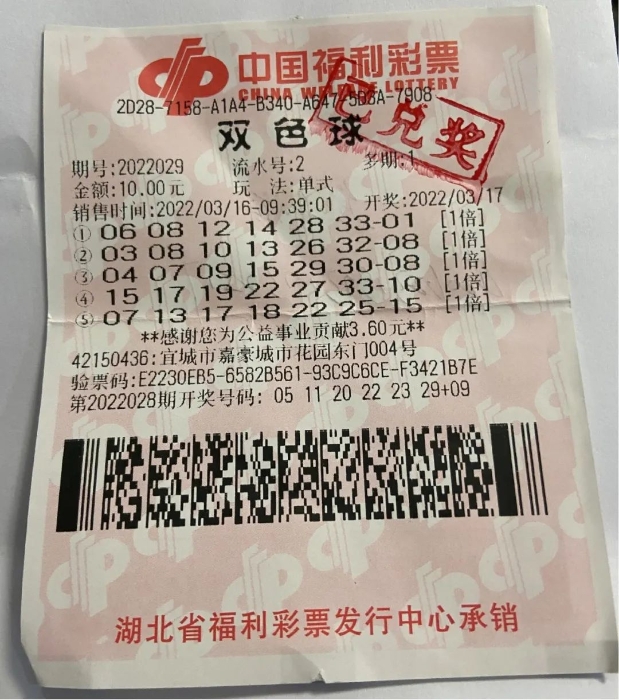 中国福利彩票
CHINA WELFARE LOTTERY
2D28-7158-A1A4-B340-A647-5B3A-7908
已兑奖
双色球
期号:2022029 流水号:2 多期:1
金额:10.00元 玩 法:单式
销售时间:2022/03/16-09:39:01 开奖:2022/03/17
① 06 08 12 14 28 33-01 [1倍]
② 03 08 10 13 26 32-08 [1倍]
③ 04 07 09 15 29 30-08 [1倍]
④ 15 17 19 22 27 33-10 [1倍]
⑤ 07 13 17 18 22 25-15 [1倍]
**感谢您为公益事业贡献3.60元**
42150436:宜城市嘉豪城市花园东门004号
验票码:E2230EB5-6582B561-93C9C6CE-F3421B7E
第2022028期开奖号码: 05 11 20 22 23 29+09
湖北省福利彩票发行中心承销